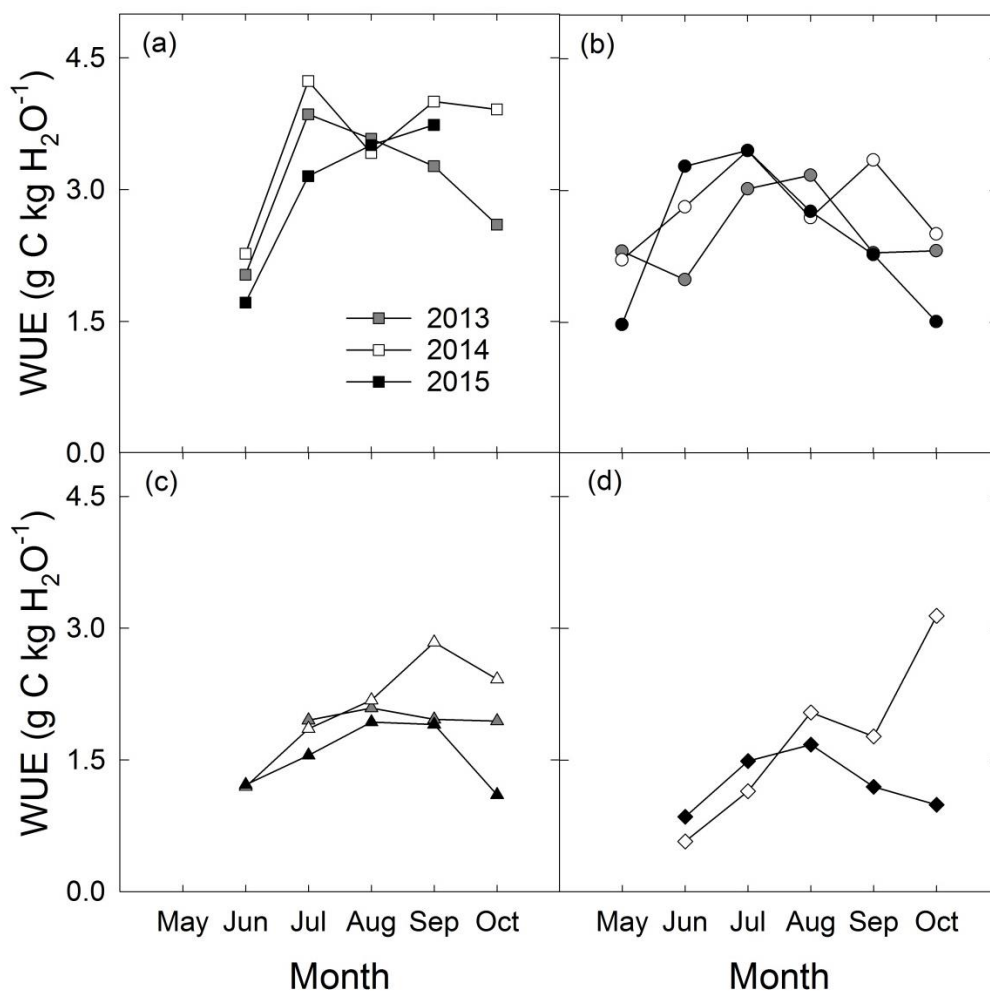 (a)
(b)
WUE (g C kg H₂O⁻¹)
4.5
3.0
1.5
0.0
2013
2014
2015
(c)
(d)
WUE (g C kg H₂O⁻¹)
4.5
3.0
1.5
0.0
May Jun Jul Aug Sep Oct
May Jun Jul Aug Sep Oct
Month
Month